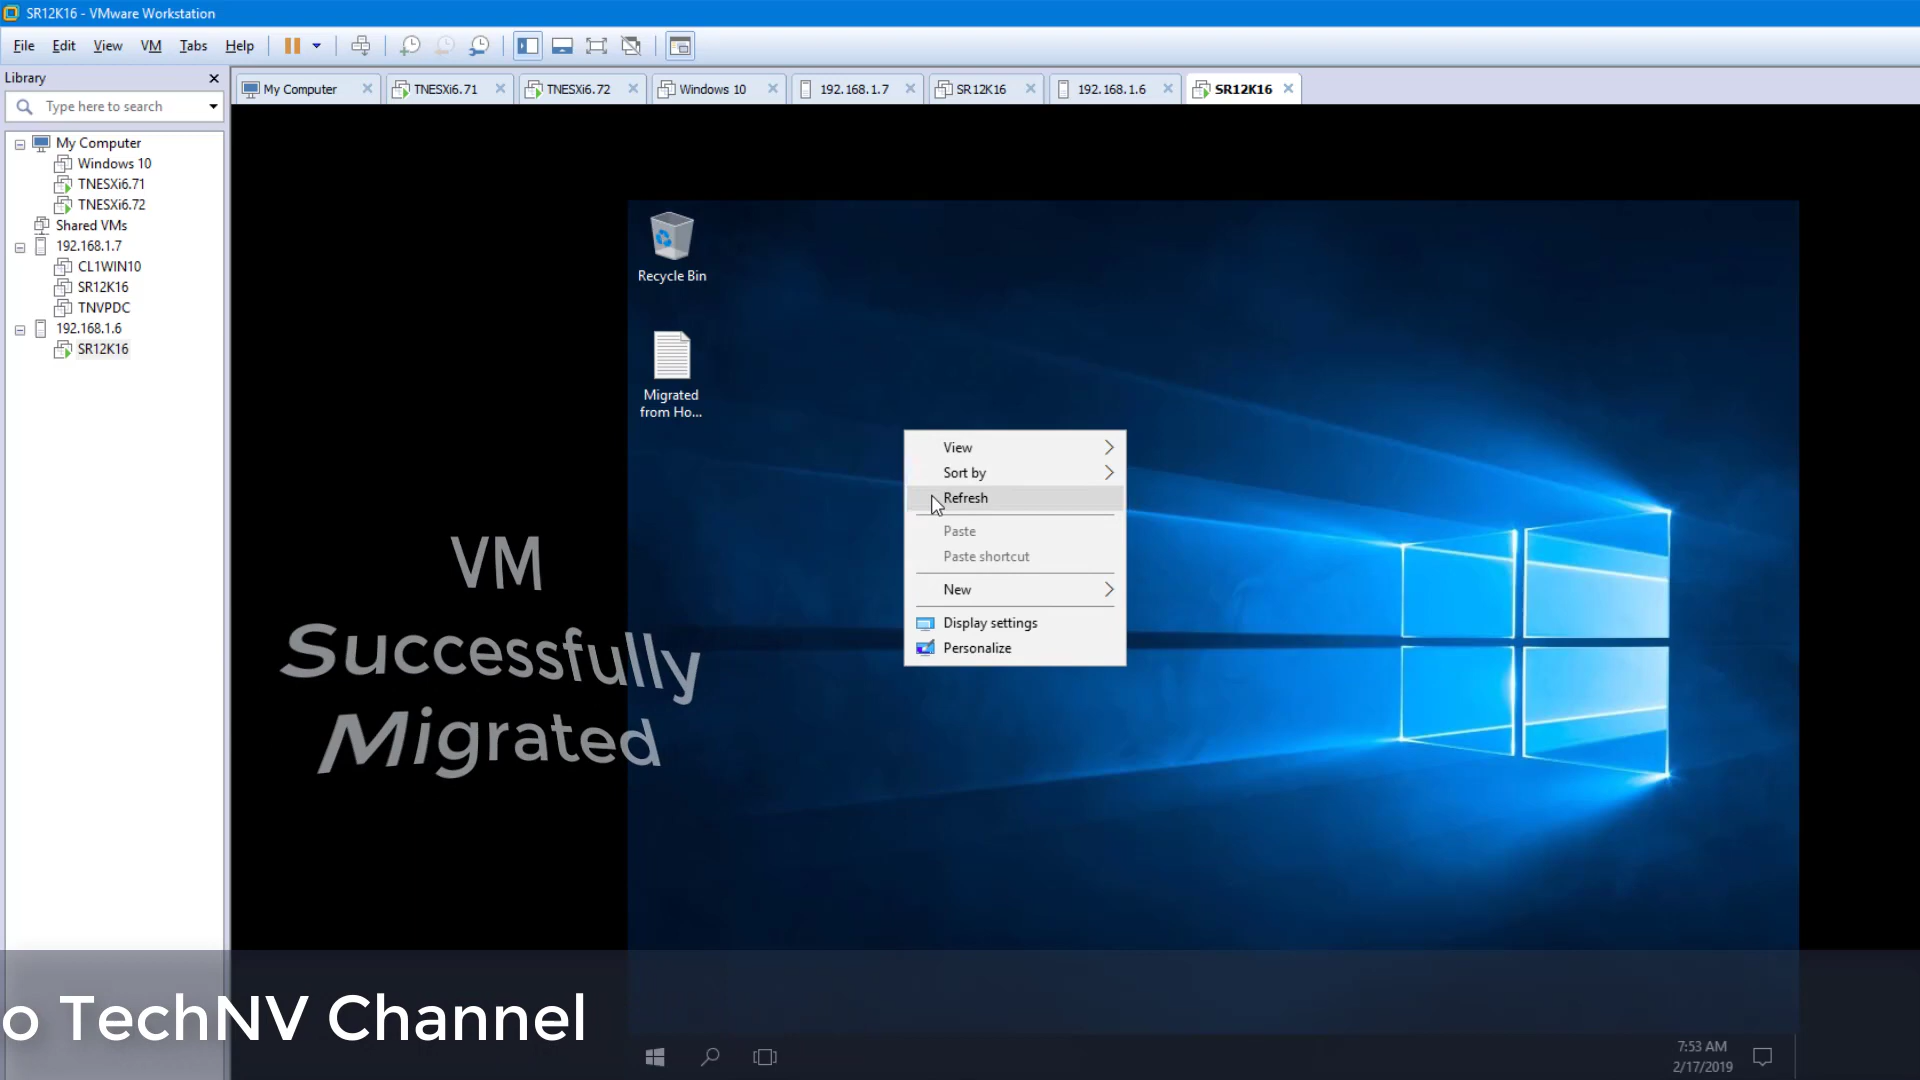 SR12K16 - VMware Workstation
File Edit View VM Tabs Help
Library
Type here to search
My Computer
Windows 10
TNESXi6.71
TNESXi6.72
Shared VMs
192.168.1.7
CL1WIN10
SR12K16
TNVPDC
192.168.1.6
SR12K16
My Computer TNESXi6.71 TNESXi6.72 Windows 10 192.168.1.7 SR12K16 192.168.1.6 SR12K16
Recycle Bin
Migrated
from Ho...
View
Sort by
Refresh
Paste
Paste shortcut
New
Display settings
Personalize
VM
Successfully
Migrated
o TechNV Channel
7:53 AM
2/17/2019